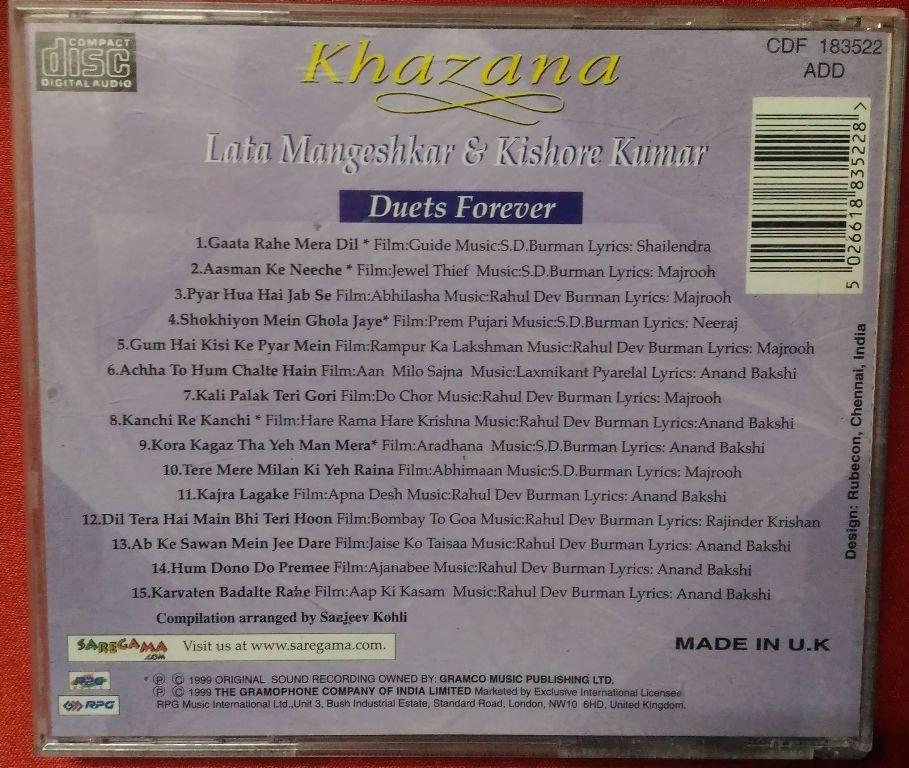 COMPACT
disc
DIGITAL AUDIO
Khazana
CDF 183522
ADD
Lata Mangeshkar & Kishore Kumar
Duets Forever
5 026618 835228 >
1.Gaata Rahe Mera Dil * Film:Guide Music:S.D.Burman Lyrics: Shailendra
2.Aasman Ke Neeche * Film:Jewel Thief Music:S.D.Burman Lyrics: Majrooh
3.Pyar Hua Hai Jab Se Film:Abhilasha Music:Rahul Dev Burman Lyrics: Majrooh
4.Shokhiyon Mein Ghola Jaye* Film:Prem Pujari Music:S.D.Burman Lyrics: Neeraj
5.Gum Hai Kisi Ke Pyar Mein Film:Rampur Ka Lakshman Music:Rahul Dev Burman Lyrics: Majrooh
6.Achha To Hum Chalte Hain Film:Aan Milo Sajna Music:Laxmikant Pyarelal Lyrics: Anand Bakshi
7.Kali Palak Teri Gori Film:Do Chor Music:Rahul Dev Burman Lyrics: Majrooh
8.Kanchi Re Kanchi * Film:Hare Rama Hare Krishna Music:Rahul Dev Burman Lyrics:Anand Bakshi
9.Kora Kagaz Tha Yeh Man Mera* Film:Aradhana Music:S.D.Burman Lyrics: Anand Bakshi
10.Tere Mere Milan Ki Yeh Raina Film:Abhimaan Music:S.D.Burman Lyrics: Majrooh
11.Kajra Lagake Film:Apna Desh Music:Rahul Dev Burman Lyrics: Anand Bakshi
12.Dil Tera Hai Main Bhi Teri Hoon Film:Bombay To Goa Music:Rahul Dev Burman Lyrics: Rajinder Krishan
13.Ab Ke Sawan Mein Jee Dare Film:Jaise Ko Taisaa Music:Rahul Dev Burman Lyrics: Anand Bakshi
14.Hum Dono Do Premee Film:Ajanabee Music:Rahul Dev Burman Lyrics: Anand Bakshi
15.Karvaten Badalte Rahe Film:Aap Ki Kasam Music:Rahul Dev Burman Lyrics: Anand Bakshi
Design: Rubecon, Chennai, India
Compilation arranged by Sanjeev Kohli
SAREGAMA.COM Visit us at www.saregama.com.
MADE IN U.K
RPG
* ℗ © 1999 ORIGINAL SOUND RECORDING OWNED BY: GRAMCO MUSIC PUBLISHING LTD.
℗ © 1999 THE GRAMOPHONE COMPANY OF INDIA LIMITED Marketed by Exclusive International Licensee
RPG
RPG Music International Ltd.,Unit 3, Bush Industrial Estate, Standard Road, London, NW10 6HD, United Kingdom.